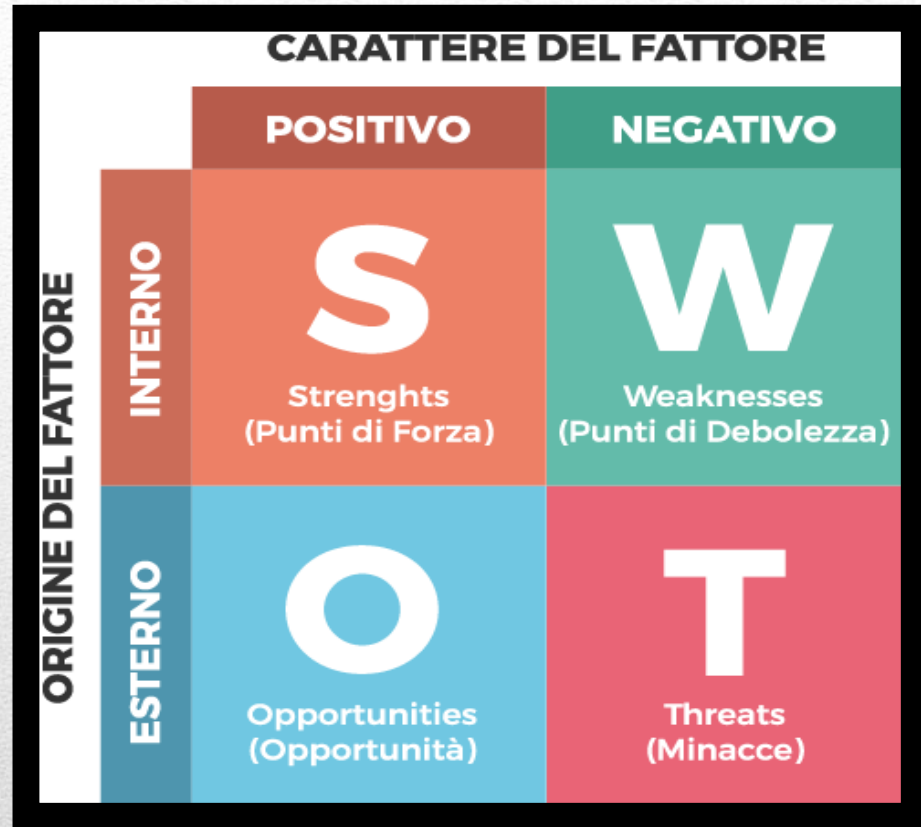 CARATTERE DEL FATTORE
POSITIVO
NEGATIVO
ORIGINE DEL FATTORE
INTERNO
S
Strenghts
(Punti di Forza)
W
Weaknesses
(Punti di Debolezza)
ESTERNO
O
Opportunities
(Opportunità)
T
Threats
(Minacce)